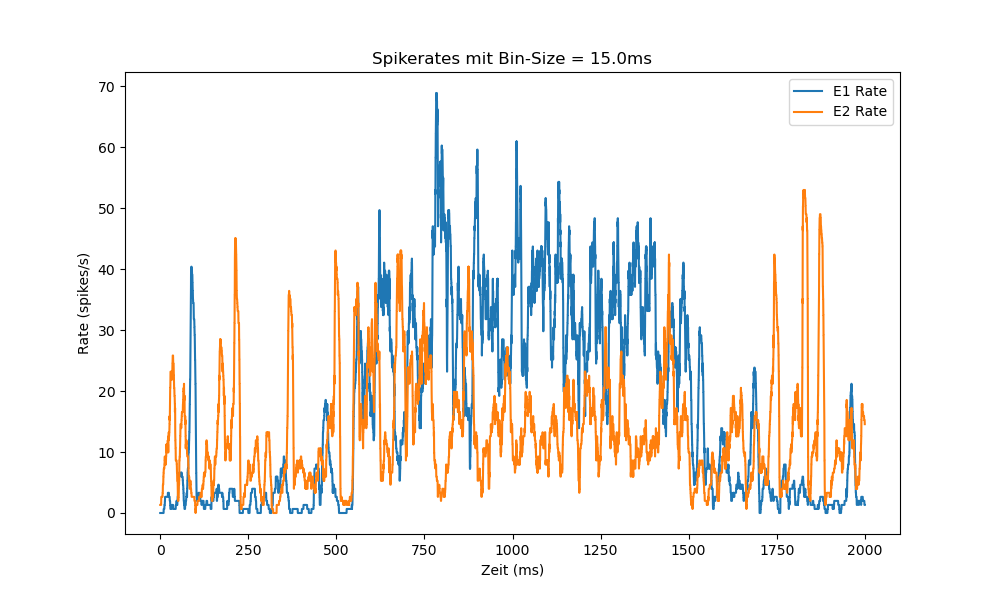 Spikerates mit Bin-Size = 15.0ms
E1 Rate
E2 Rate
70
60
50
40
30
20
10
0
Rate (spikes/s)
0 250 500 750 1000 1250 1500 1750 2000
Zeit (ms)